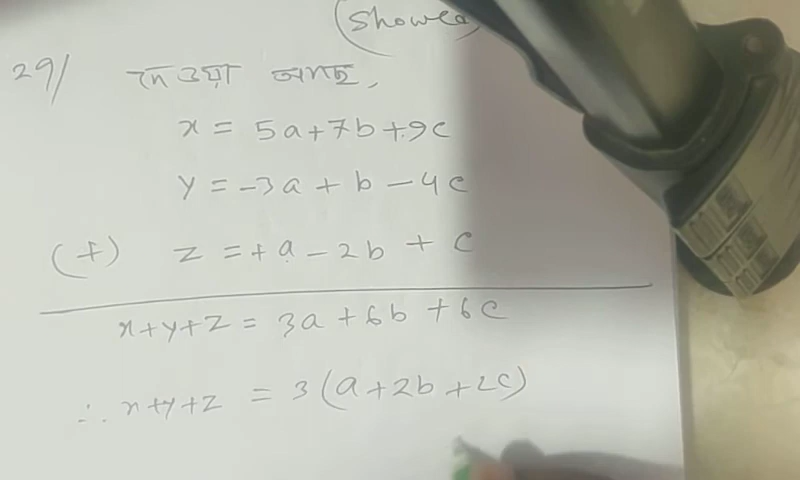 (Showed
29/ দেওয়া আছে,
x = 5a+7b+9c
y = -3a + b - 4c
(+) z = +a - 2b + c
x+y+z = 3a + 6b + 6c
∴ x+y+z = 3(a+2b+2c)